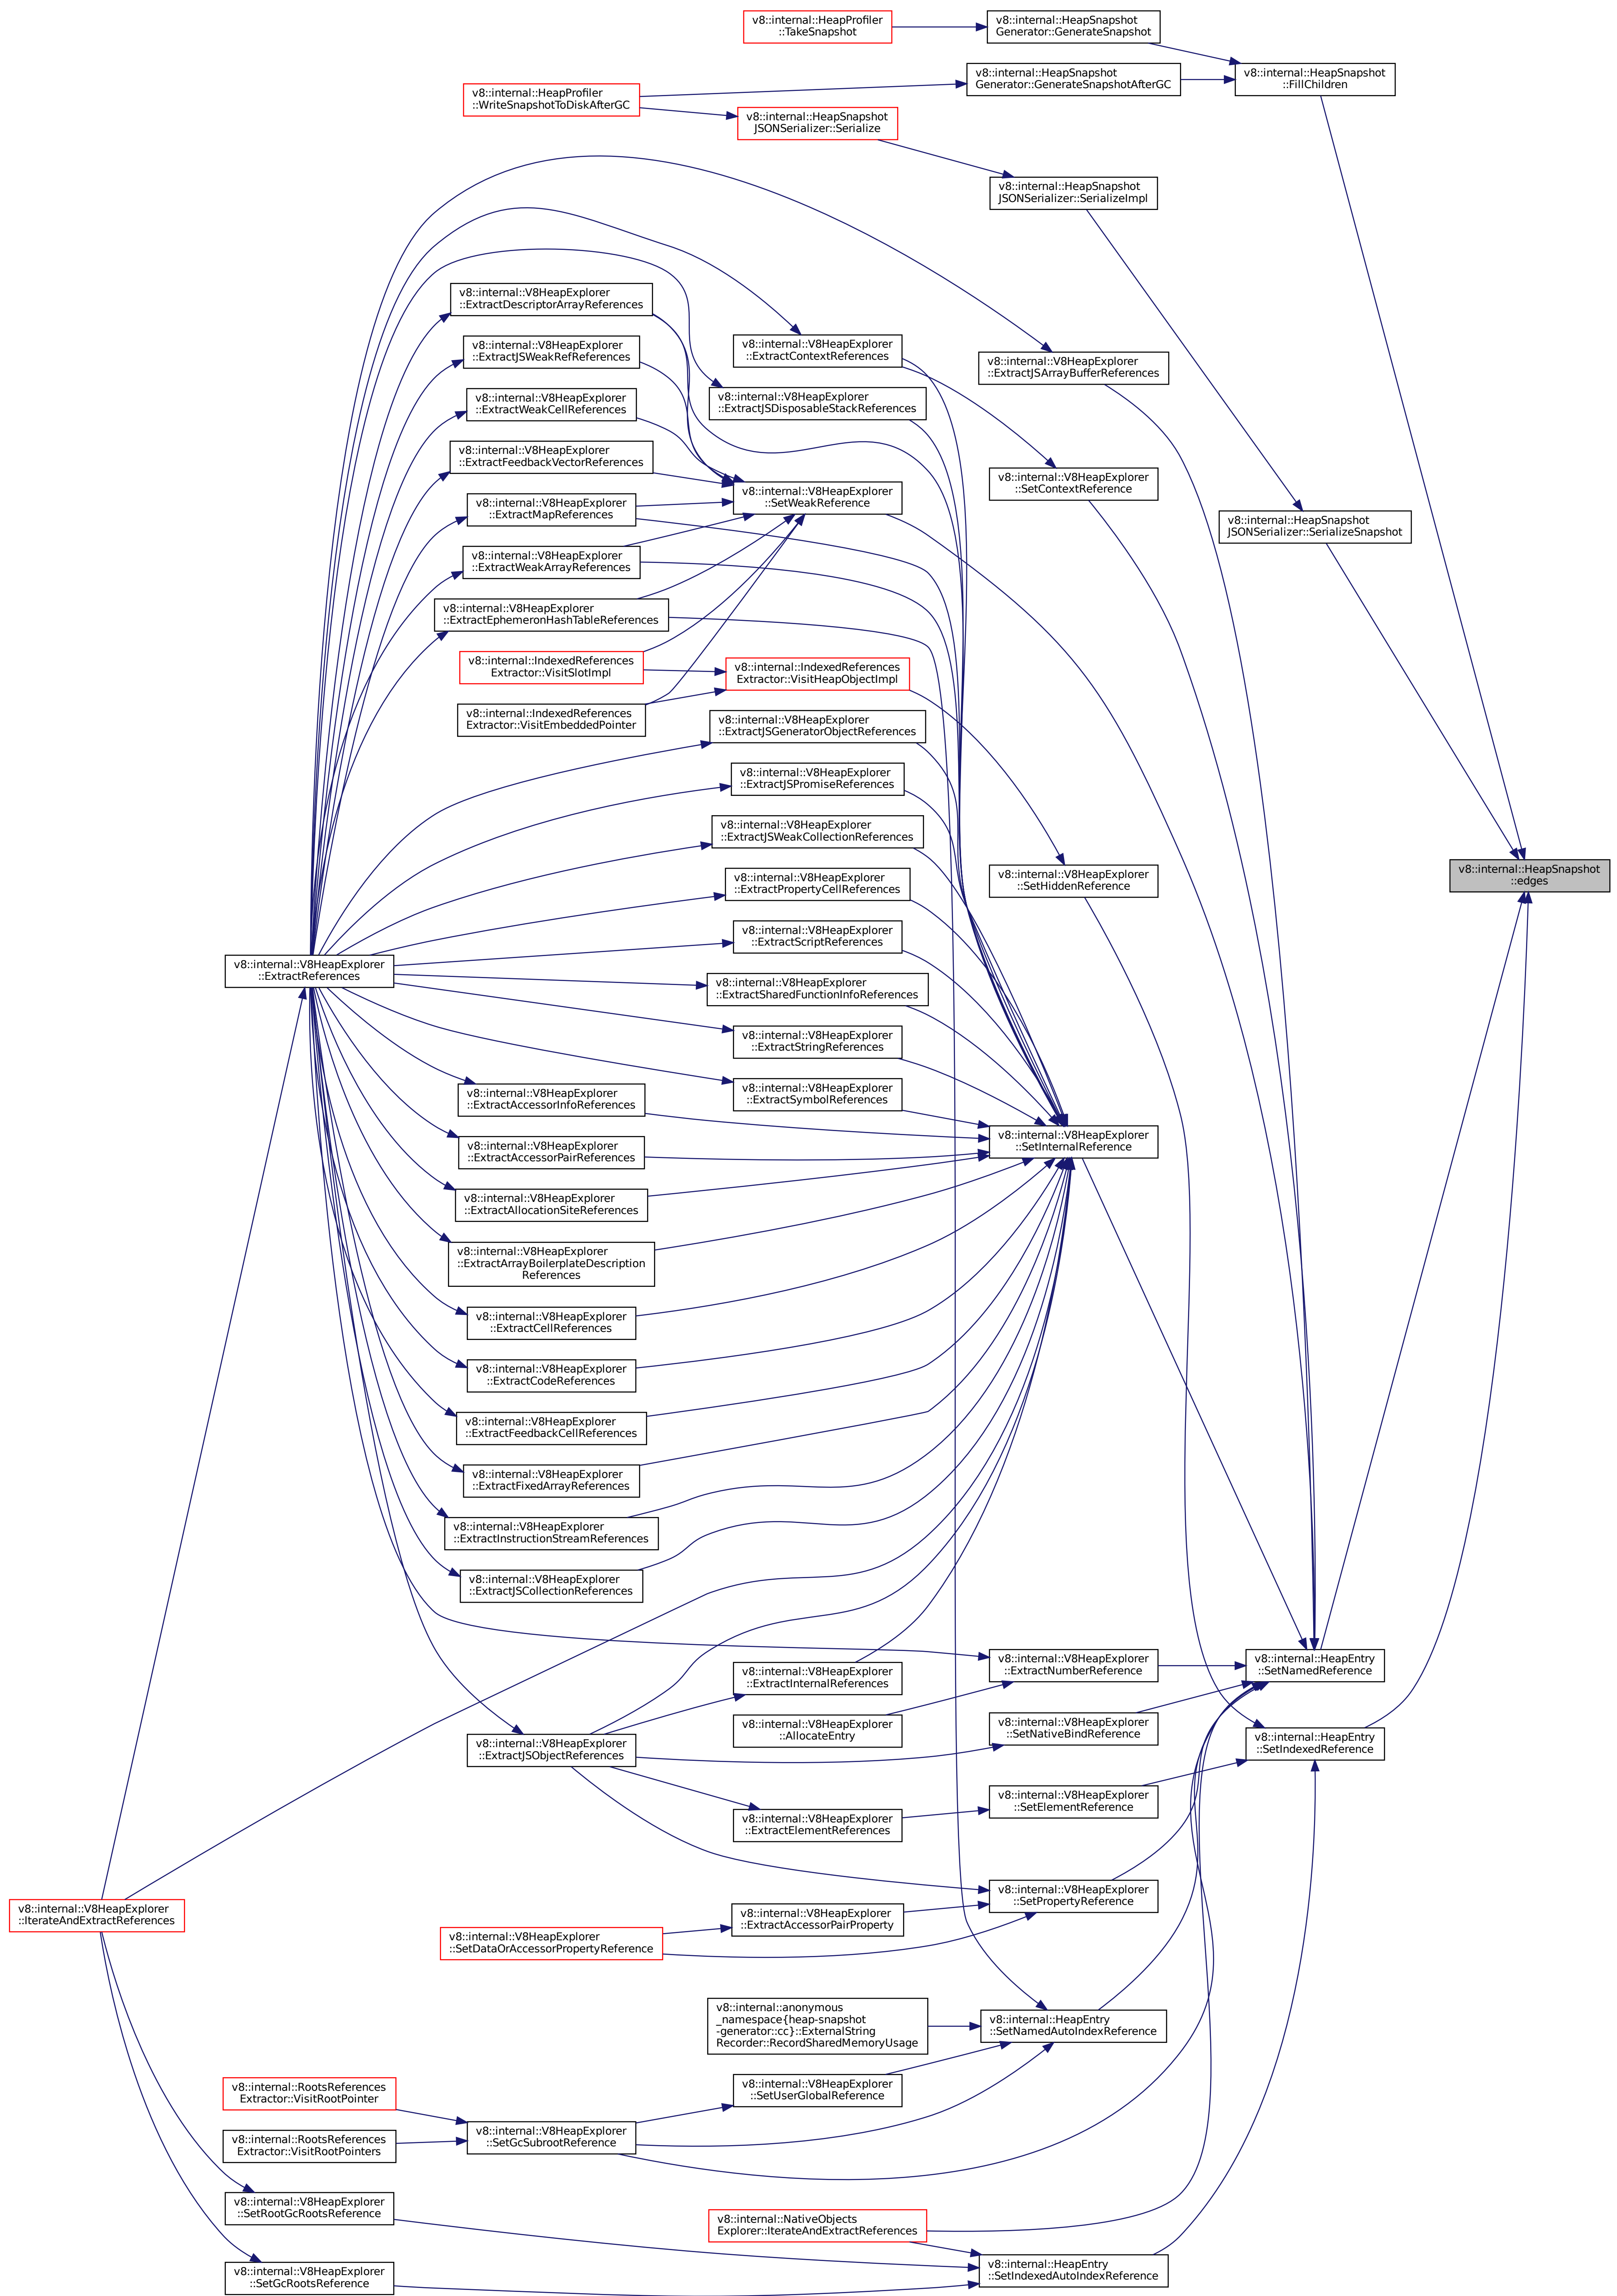 v8::internal::HeapProfiler
::TakeSnapshot
v8::internal::HeapSnapshot
Generator::GenerateSnapshot
v8::internal::HeapSnapshot
::FillChildren
v8::internal::HeapSnapshot
Generator::GenerateSnapshotAfterGC
v8::internal::HeapProfiler
::WriteSnapshotToDiskAfterGC
v8::internal::HeapSnapshot
JSONSerializer::Serialize
v8::internal::HeapSnapshot
JSONSerializer::SerializeImpl
v8::internal::V8HeapExplorer
::ExtractDescriptorArrayReferences
v8::internal::V8HeapExplorer
::ExtractJSWeakRefReferences
v8::internal::V8HeapExplorer
::ExtractContextReferences
v8::internal::V8HeapExplorer
::ExtractJSArrayBufferReferences
v8::internal::V8HeapExplorer
::ExtractWeakCellReferences
v8::internal::V8HeapExplorer
::ExtractJSDisposableStackReferences
v8::internal::V8HeapExplorer
::ExtractFeedbackVectorReferences
v8::internal::V8HeapExplorer
::SetContextReference
v8::internal::V8HeapExplorer
::SetWeakReference
v8::internal::V8HeapExplorer
::ExtractMapReferences
v8::internal::HeapSnapshot
JSONSerializer::SerializeSnapshot
v8::internal::V8HeapExplorer
::ExtractWeakArrayReferences
v8::internal::V8HeapExplorer
::ExtractEphemeronHashTableReferences
v8::internal::IndexedReferences
Extractor::VisitSlotImpl
v8::internal::IndexedReferences
Extractor::VisitHeapObjectImpl
v8::internal::IndexedReferences
Extractor::VisitEmbeddedPointer
v8::internal::V8HeapExplorer
::ExtractJSGeneratorObjectReferences
v8::internal::V8HeapExplorer
::ExtractJSPromiseReferences
v8::internal::V8HeapExplorer
::ExtractJSWeakCollectionReferences
v8::internal::HeapSnapshot
::edges
v8::internal::V8HeapExplorer
::SetHiddenReference
v8::internal::V8HeapExplorer
::ExtractPropertyCellReferences
v8::internal::V8HeapExplorer
::ExtractScriptReferences
v8::internal::V8HeapExplorer
::ExtractReferences
v8::internal::V8HeapExplorer
::ExtractSharedFunctionInfoReferences
v8::internal::V8HeapExplorer
::ExtractStringReferences
v8::internal::V8HeapExplorer
::ExtractSymbolReferences
v8::internal::V8HeapExplorer
::ExtractAccessorInfoReferences
v8::internal::V8HeapExplorer
::SetInternalReference
v8::internal::V8HeapExplorer
::ExtractAccessorPairReferences
v8::internal::V8HeapExplorer
::ExtractAllocationSiteReferences
v8::internal::V8HeapExplorer
::ExtractArrayBoilerplateDescription
References
v8::internal::V8HeapExplorer
::ExtractCellReferences
v8::internal::V8HeapExplorer
::ExtractCodeReferences
v8::internal::V8HeapExplorer
::ExtractFeedbackCellReferences
v8::internal::V8HeapExplorer
::ExtractFixedArrayReferences
v8::internal::V8HeapExplorer
::ExtractInstructionStreamReferences
v8::internal::V8HeapExplorer
::ExtractJSCollectionReferences
v8::internal::V8HeapExplorer
::ExtractInternalReferences
v8::internal::V8HeapExplorer
::ExtractNumberReference
v8::internal::HeapEntry
::SetNamedReference
v8::internal::V8HeapExplorer
::AllocateEntry
v8::internal::V8HeapExplorer
::SetNativeBindReference
v8::internal::HeapEntry
::SetIndexedReference
v8::internal::V8HeapExplorer
::ExtractJSObjectReferences
v8::internal::V8HeapExplorer
::SetElementReference
v8::internal::V8HeapExplorer
::ExtractElementReferences
v8::internal::V8HeapExplorer
::SetPropertyReference
v8::internal::V8HeapExplorer
::IterateAndExtractReferences
v8::internal::V8HeapExplorer
::ExtractAccessorPairProperty
v8::internal::V8HeapExplorer
::SetDataOrAccessorPropertyReference
v8::internal::anonymous
_namespace{heap-snapshot
-generator::cc}::ExternalString
Recorder::RecordSharedMemoryUsage
v8::internal::HeapEntry
::SetNamedAutoIndexReference
v8::internal::V8HeapExplorer
::SetUserGlobalReference
v8::internal::RootsReferences
Extractor::VisitRootPointer
v8::internal::V8HeapExplorer
::SetGcSubrootReference
v8::internal::RootsReferences
Extractor::VisitRootPointers
v8::internal::V8HeapExplorer
::SetRootGcRootsReference
v8::internal::NativeObjects
Explorer::IterateAndExtractReferences
v8::internal::HeapEntry
::SetIndexedAutoIndexReference
v8::internal::V8HeapExplorer
::SetGcRootsReference